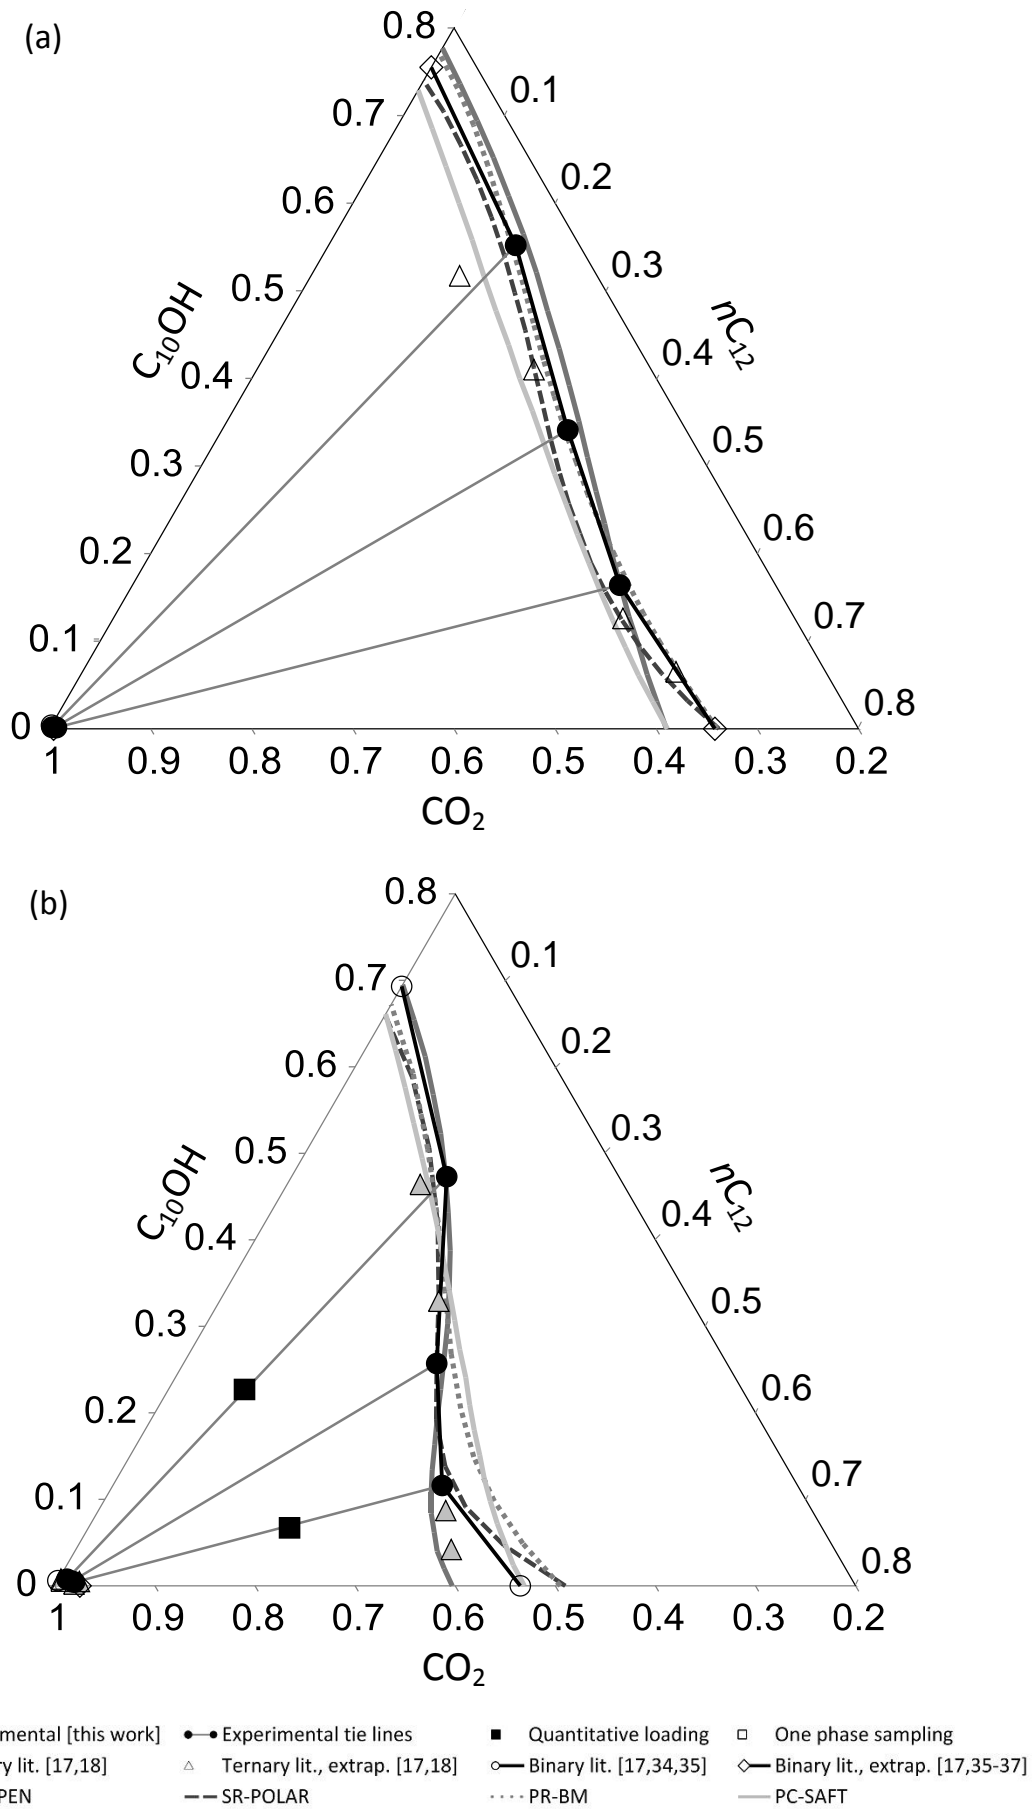 (a)
0.8
0.7
0.1
0.6
0.2
0.5
0.3
C10OH
nC12
0.4
0.4
0.3
0.5
0.2
0.6
0.1
0.7
0
0.8
1 0.9 0.8 0.7 0.6 0.5 0.4 0.3 0.2
CO2
(b)
0.8
0.7
0.1
0.6
0.2
0.5
0.3
C10OH
nC12
0.4
0.4
0.3
0.5
0.2
0.6
0.1
0.7
0
0.8
1 0.9 0.8 0.7 0.6 0.5 0.4 0.3 0.2
CO2
mental [this work] Experimental tie lines Quantitative loading One phase sampling
ry lit. [17,18] Ternary lit., extrap. [17,18] Binary lit. [17,34,35] Binary lit., extrap. [17,35-37]
PEN SR-POLAR PR-BM PC-SAFT